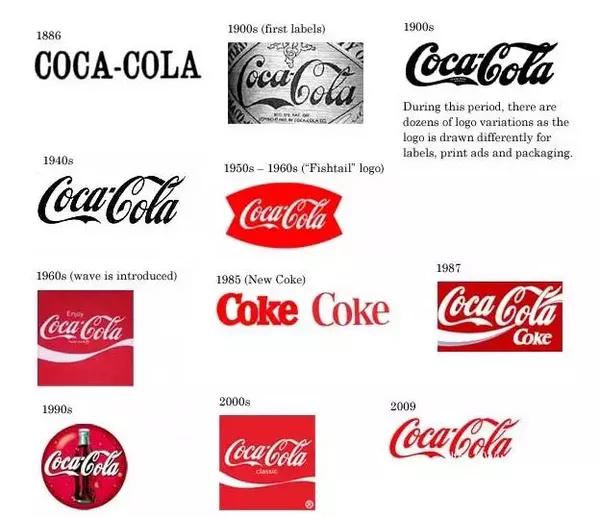 1886
COCA-COLA
1900s (first labels)
Coca-Cola
1900s
Coca-Cola
During this period, there are
dozens of logo variations as the
logo is drawn differently for
labels, print ads and packaging.
1940s
Coca-Cola
1950s – 1960s (“Fishtail” logo)
Coca-Cola
1960s (wave is introduced)
Enjoy
Coca-Cola
1985 (New Coke)
Coke Coke
1987
Coca-Cola
Coke
1990s
Coca-Cola
2000s
Coca-Cola
classic
®
2009
Coca-Cola